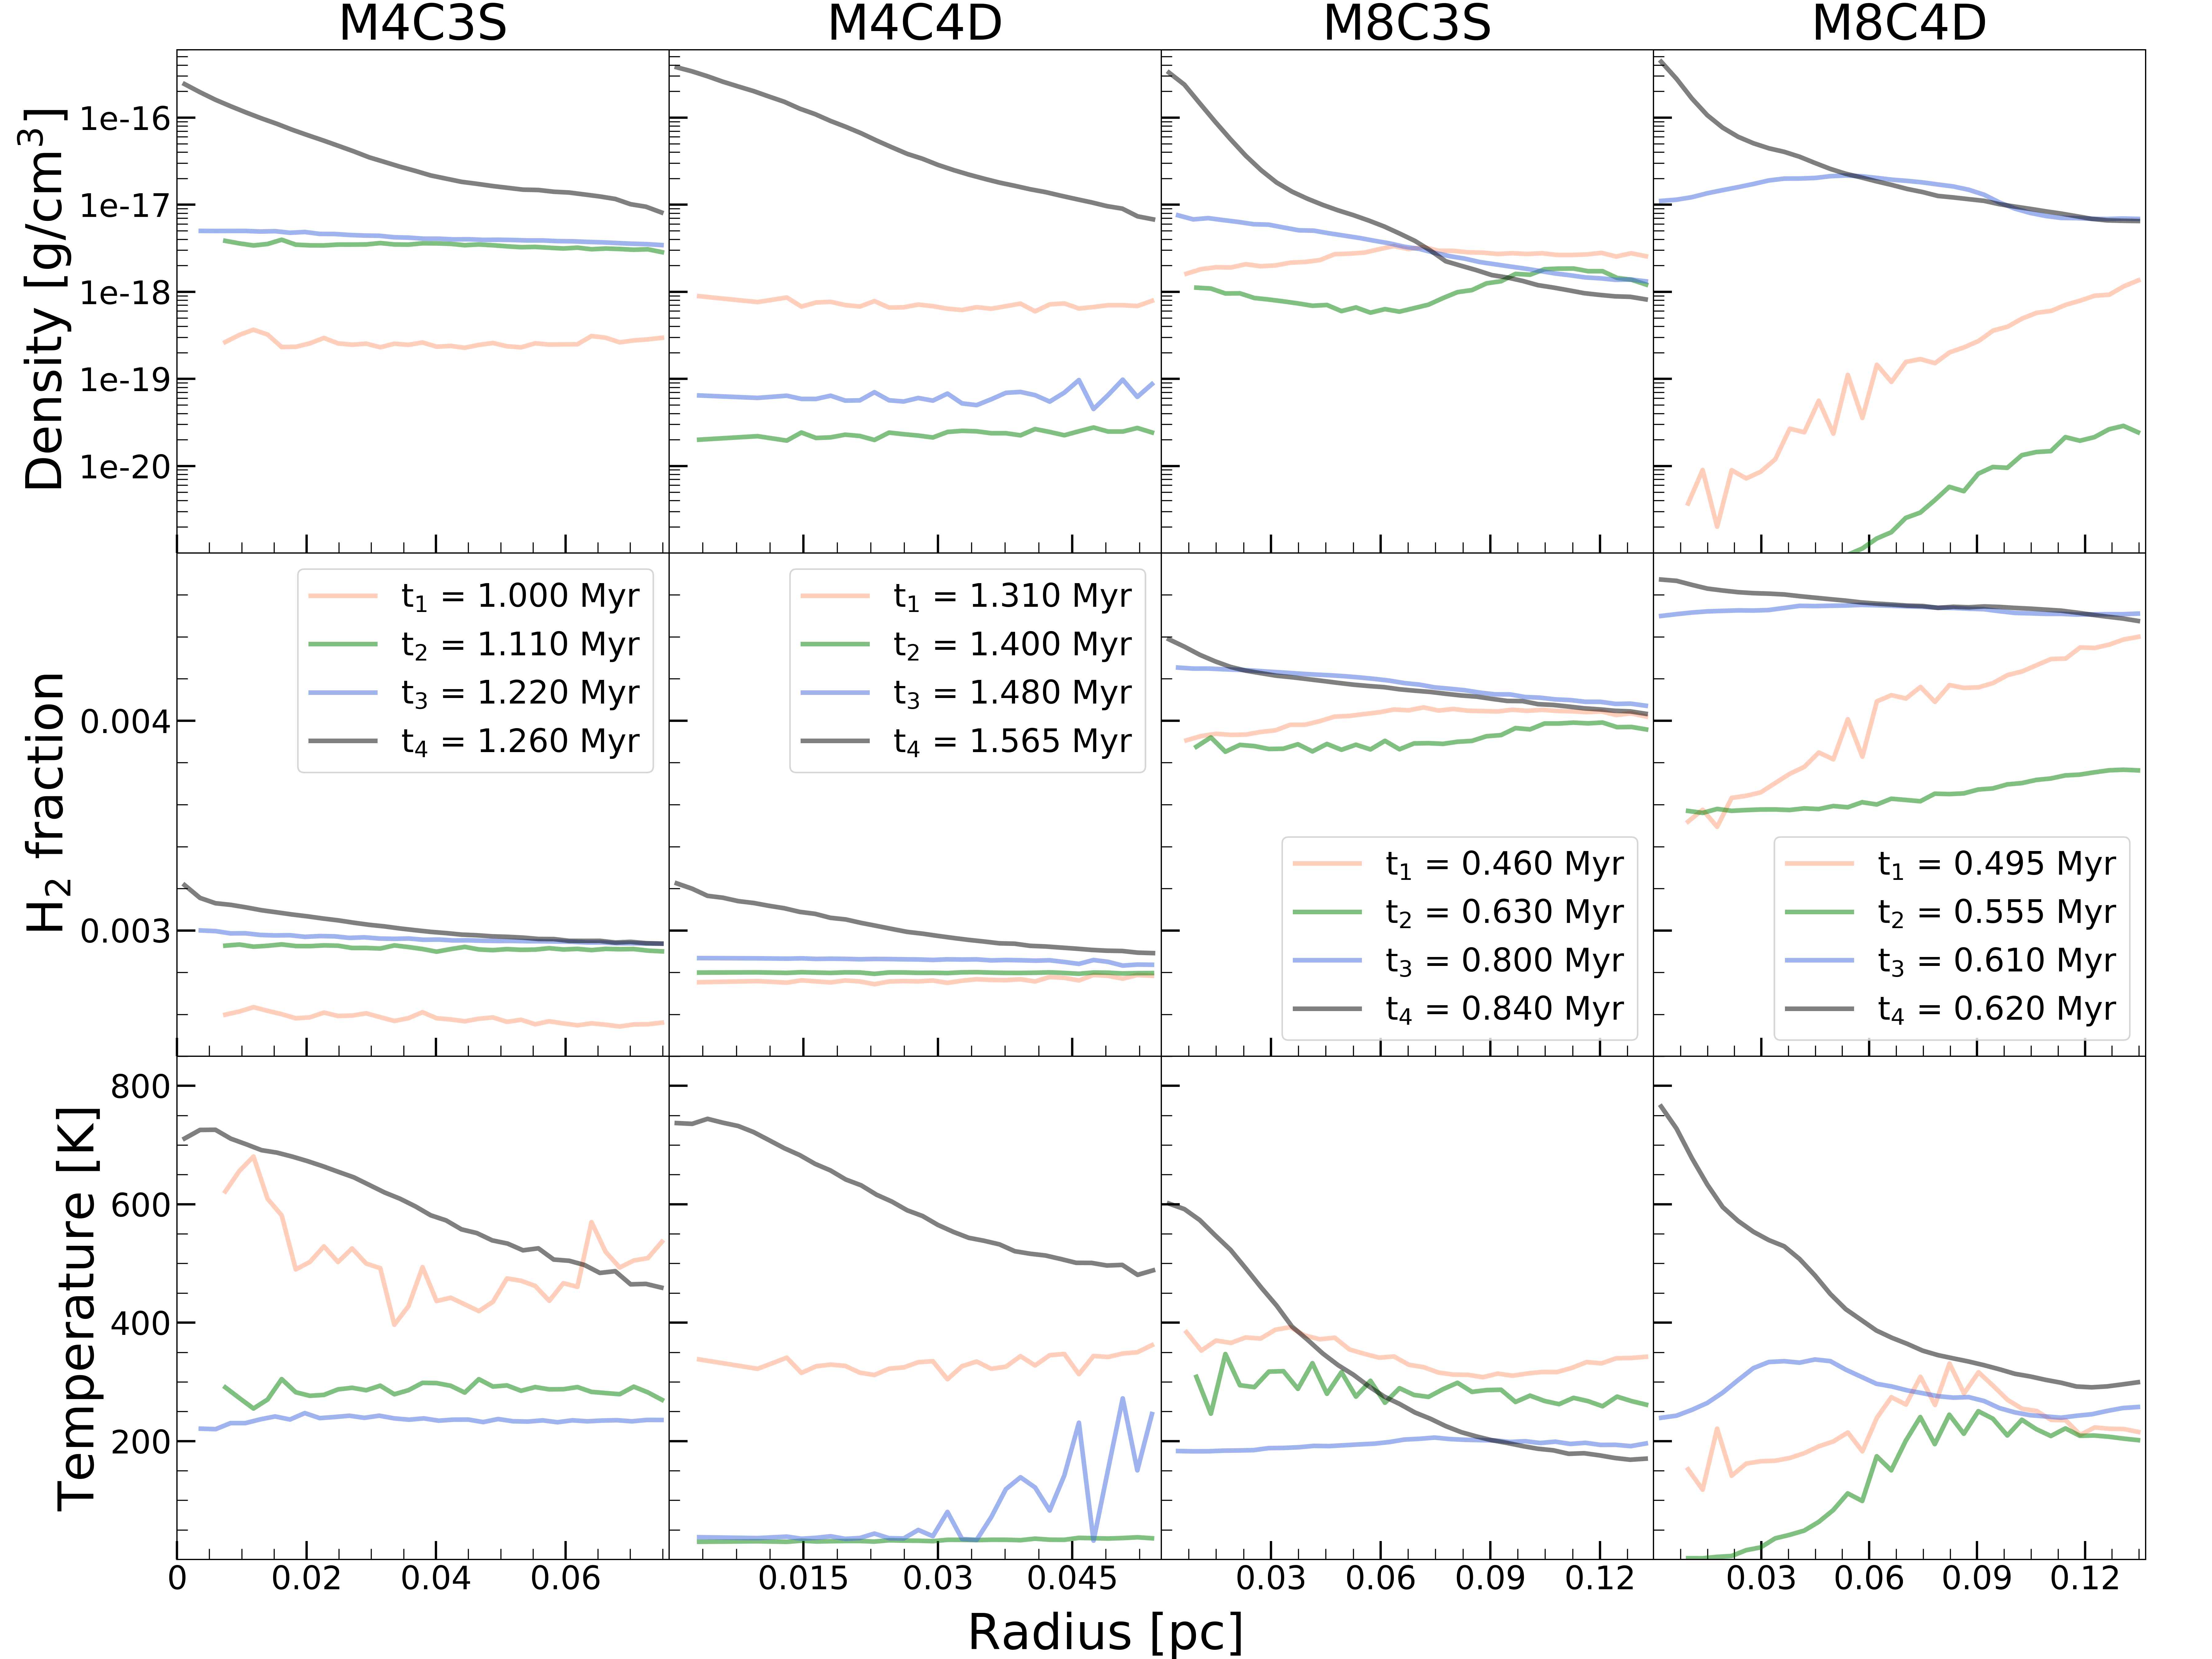 M4C3S M4C4D M8C3S M8C4D
Density [g/cm³]
1e-16
1e-17
1e-18
1e-19
1e-20
H₂ fraction
0.004
0.003
t₁ = 1.000 Myr
t₂ = 1.110 Myr
t₃ = 1.220 Myr
t₄ = 1.260 Myr
t₁ = 1.310 Myr
t₂ = 1.400 Myr
t₃ = 1.480 Myr
t₄ = 1.565 Myr
t₁ = 0.460 Myr
t₂ = 0.630 Myr
t₃ = 0.800 Myr
t₄ = 0.840 Myr
t₁ = 0.495 Myr
t₂ = 0.555 Myr
t₃ = 0.610 Myr
t₄ = 0.620 Myr
Temperature [K]
800
600
400
200
0 0.02 0.04 0.06 0.015 0.03 0.045 0.03 0.06 0.09 0.12 0.03 0.06 0.09 0.12
Radius [pc]